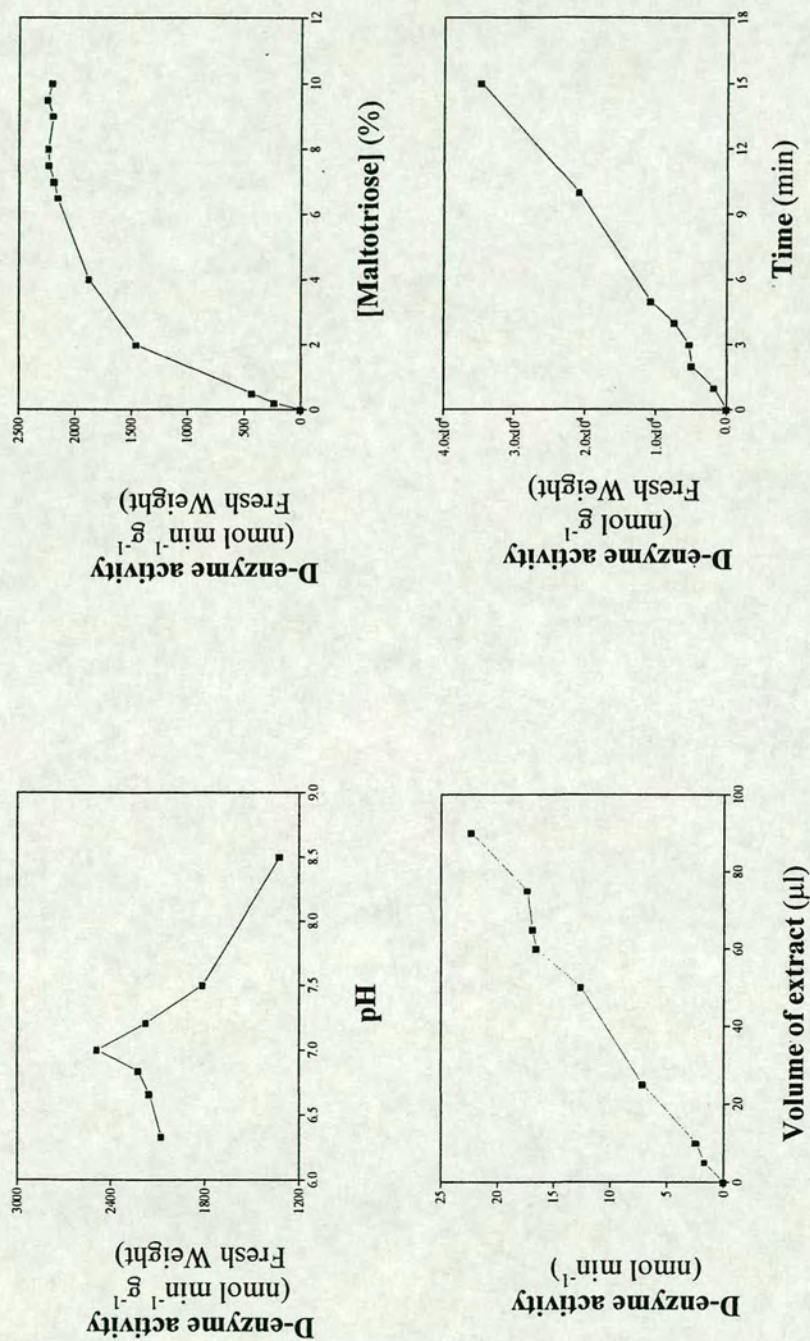 D-enzyme activity
(nmol min⁻¹ g⁻¹
Fresh Weight)
3000
2400
1800
1200
6.0 6.5 7.0 7.5 8.0 8.5 9.0
pH
D-enzyme activity
(nmol min⁻¹ g⁻¹
Fresh Weight)
2500
2000
1500
1000
500
0
0 2 4 6 8 10 12
[Maltotriose] (%)
D-enzyme activity
(nmol min⁻¹)
25
20
15
10
5
0
0 20 40 60 80 100
Volume of extract (µl)
D-enzyme activity
(nmol g⁻¹
Fresh Weight)
4.0x10⁴
3.0x10⁴
2.0x10⁴
1.0x10⁴
0.0
0 3 6 9 12 15 18
Time (min)